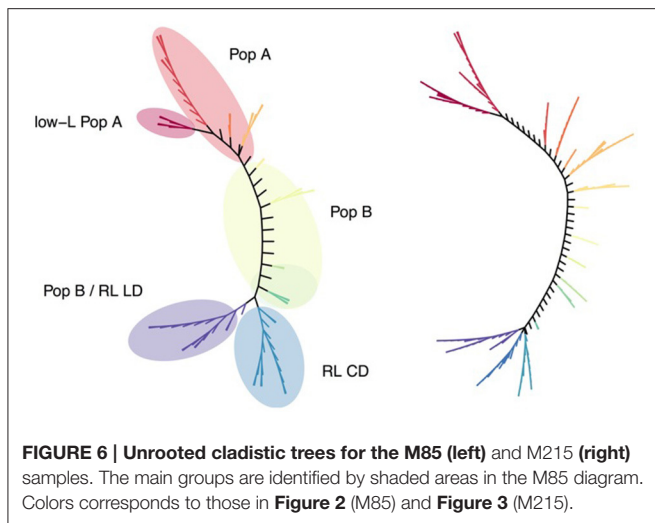 Pop A
low-L Pop A
Pop B
Pop B / RL LD
RL CD
FIGURE 6 | Unrooted cladistic trees for the M85 (left) and M215 (right)
samples. The main groups are identified by shaded areas in the M85 diagram.
Colors corresponds to those in Figure 2 (M85) and Figure 3 (M215).